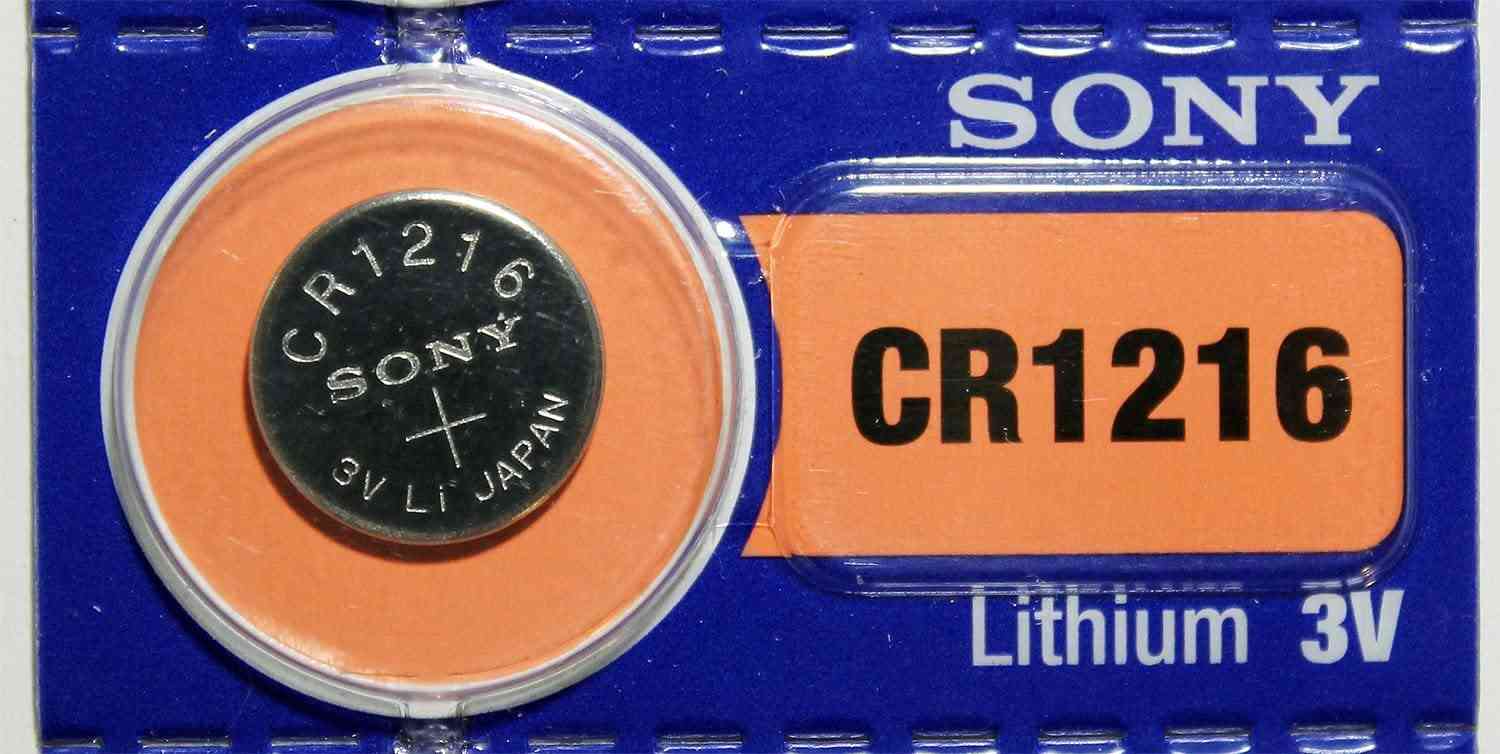 CR1216
SONY
+
3V Li JAPAN
SONY
CR1216
Lithium 3V